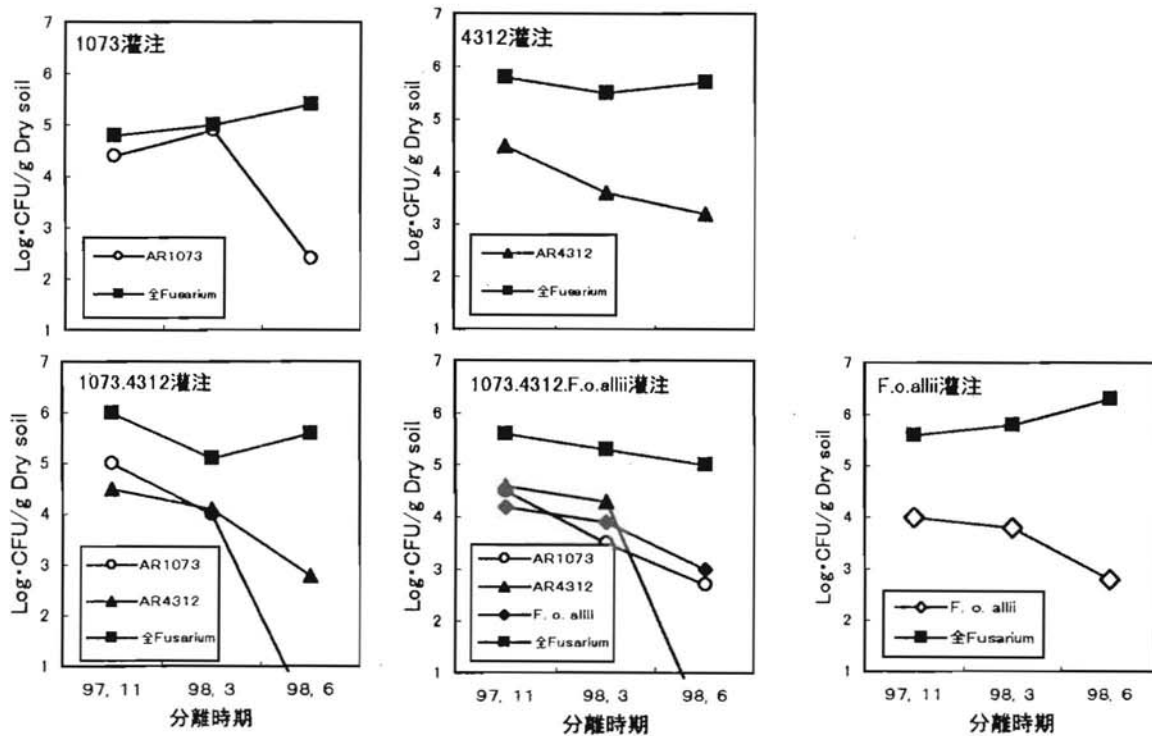 1073灌注
Log・CFU/g Dry soil
7
6
5
4
3
2
1
AR1073
全Fusarium
4312灌注
Log・CFU/g Dry soil
7
6
5
4
3
2
1
AR4312
全Fusarium
1073.4312灌注
Log・CFU/g Dry soil
7
6
5
4
3
2
1
AR1073
AR4312
全Fusarium
97, 11 98, 3 98, 6
分離時期
1073.4312.F.o.allii灌注
Log・CFU/g Dry soil
7
6
5
4
3
2
1
AR1073
AR4312
F. o. allii
全Fusarium
97, 11 98, 3 98, 6
分離時期
F.o.allii灌注
Log・CFU/g Dry soil
7
6
5
4
3
2
1
F. o. allii
全Fusarium
97, 11 98, 3 98, 6
分離時期